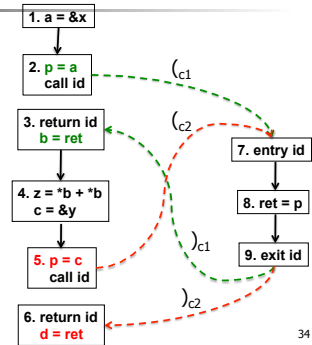 1. a = &x
2. p = a
call id
3. return id
b = ret
4. z = *b + *b
c = &y
5. p = c
call id
6. return id
d = ret
(c1
(c2
7. entry id
8. ret = p
9. exit id
)c1
)c2
34